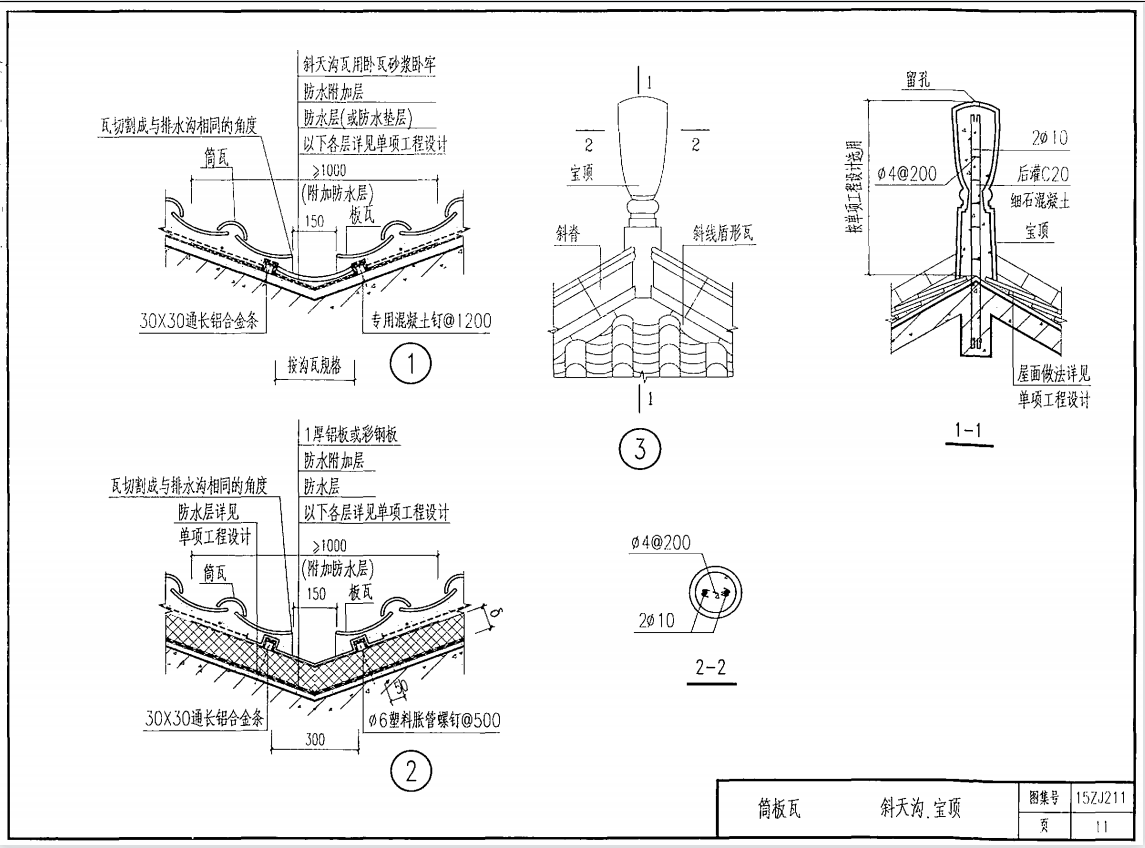 斜天沟瓦用卧瓦砂浆卧牢
防水附加层
防水层(或防水垫层)
以下各层详见单项工程设计
瓦切割成与排水沟相同的角度
筒瓦
≥1000
(附加防水层)
150
板瓦
30X30通长铝合金条
专用混凝土钉@1200
1
按沟瓦规格
1厚铝板或彩钢板
防水附加层
防水层
以下各层详见单项工程设计
瓦切割成与排水沟相同的角度
防水层详见
单项工程设计
≥1000
(附加防水层)
筒瓦
150
板瓦
δ
50
30X30通长铝合金条
ø6塑料胀管螺钉@500
300
2
1
2
2
宝顶
斜脊
斜线盾形瓦
1
3
留孔
按单项工程设计选用
2ø10
ø4@200
后灌C20
细石混凝土
宝顶
屋面做法详见
单项工程设计
1-1
ø4@200
2ø10
2-2
筒板瓦
斜天沟.宝顶
图集号
15ZJ211
页
11